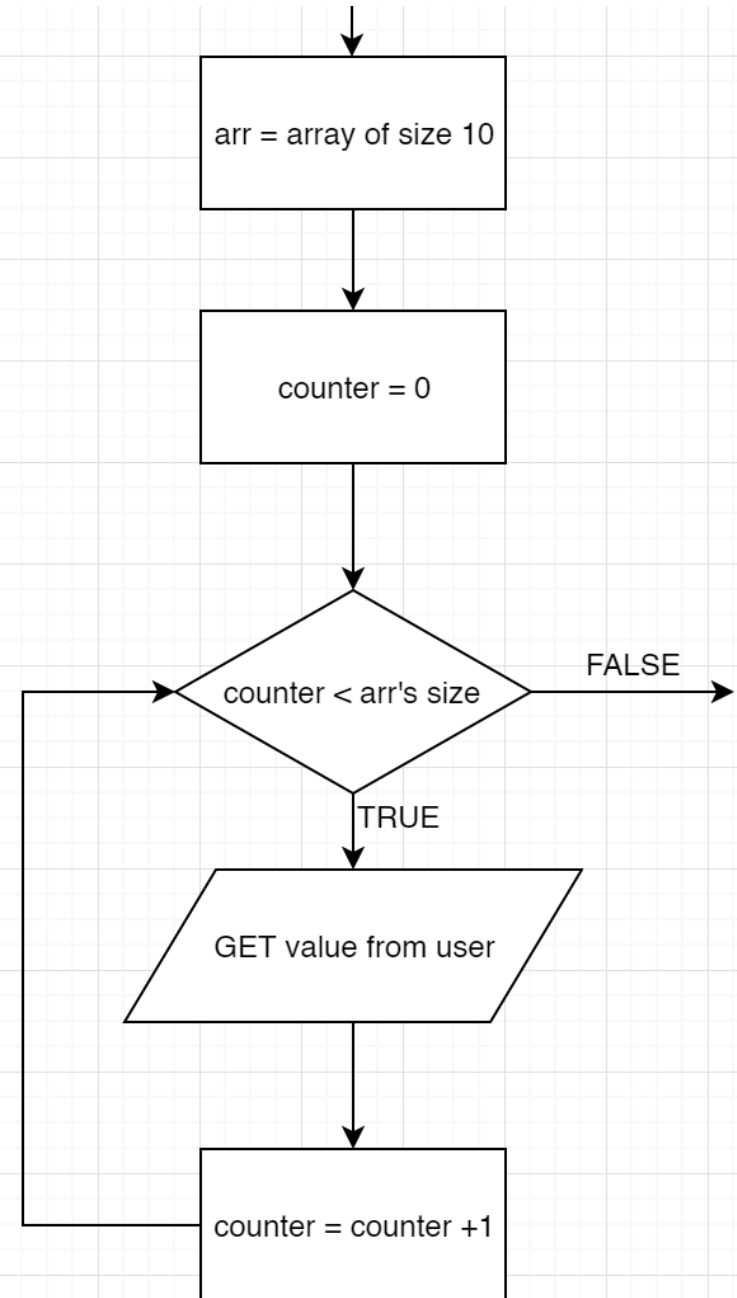 arr = array of size 10
counter = 0
counter < arr's size
FALSE
TRUE
GET value from user
counter = counter +1